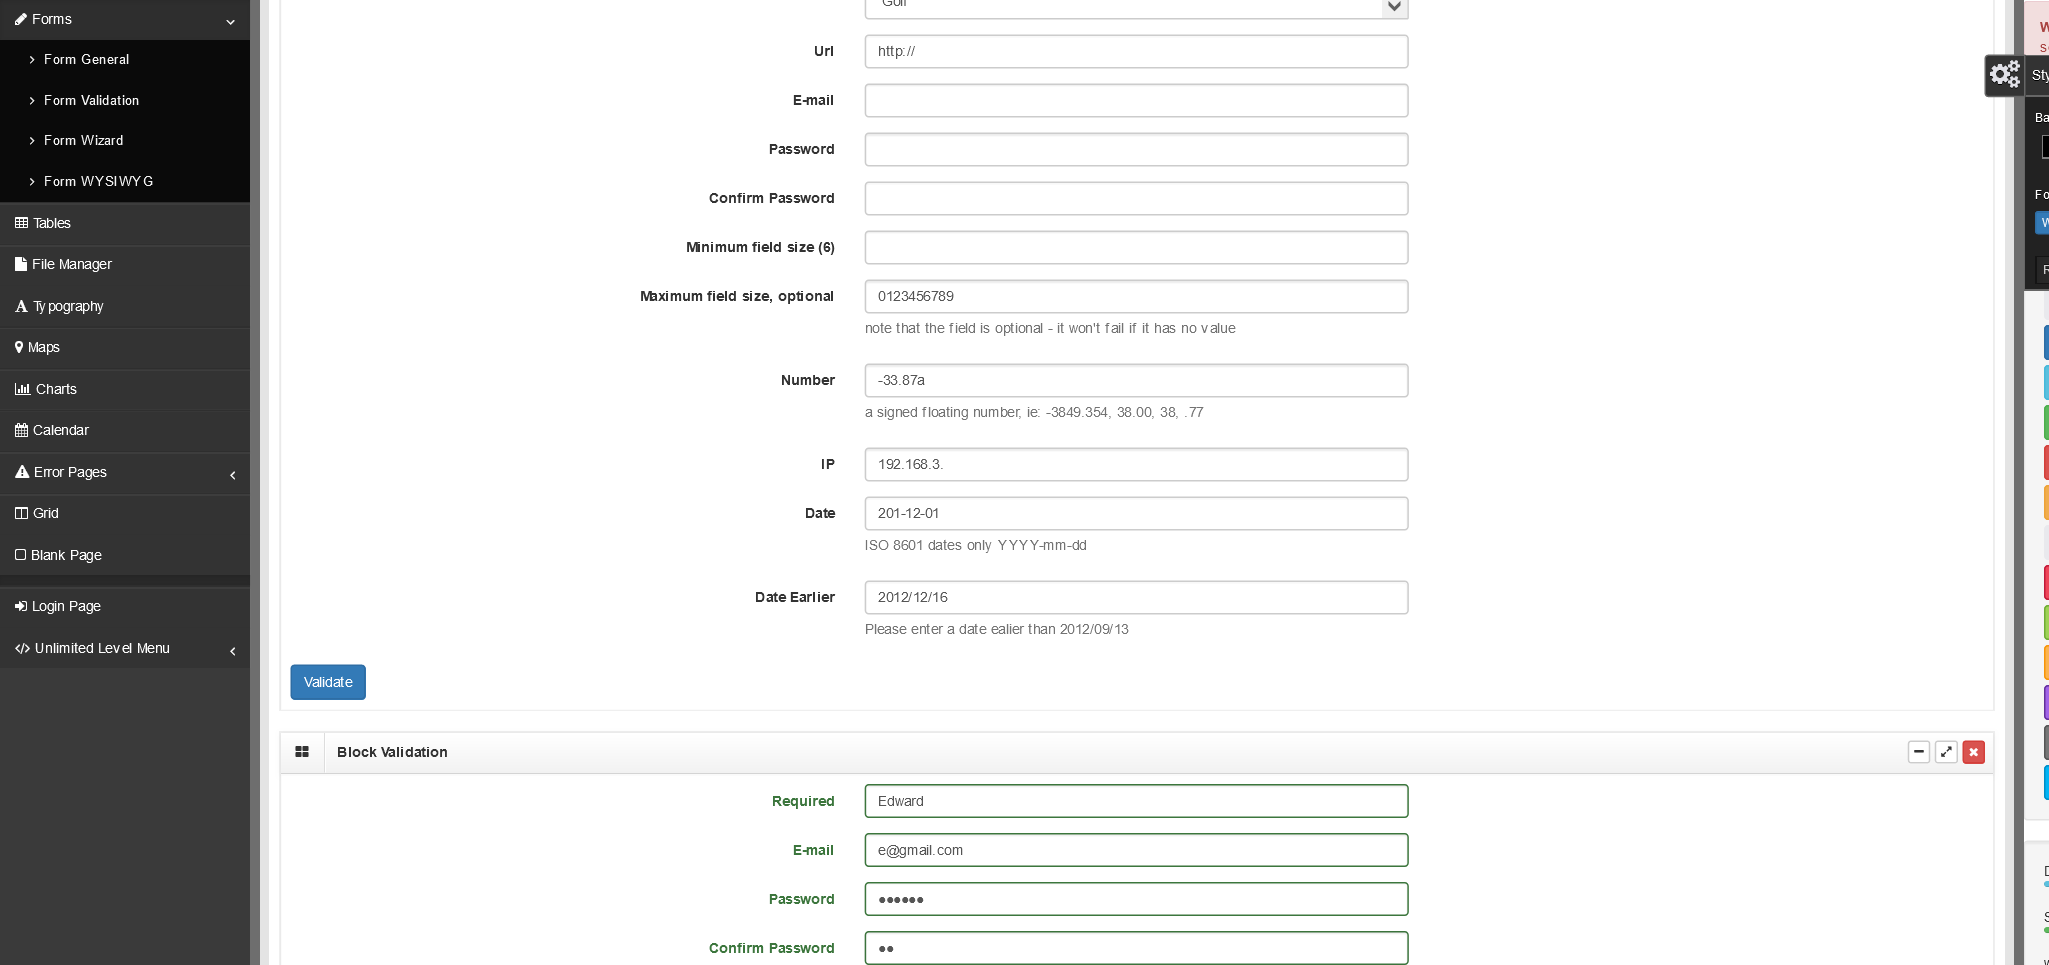 Forms
Form General
Form Validation
Form Wizard
Form WYSIWYG
Tables
File Manager
Typography
Maps
Charts
Calendar
Error Pages
Grid
Blank Page
Login Page
Unlimited Level Menu
Golf
Url http://
E-mail
Password
Confirm Password
Minimum field size (6)
Maximum field size, optional 0123456789
note that the field is optional - it won't fail if it has no value
Number -33.87a
a signed floating number, ie: -3849.354, 38.00, 38, .77
IP 192.168.3.
Date 201-12-01
ISO 8601 dates only YYYY-mm-dd
Date Earlier 2012/12/16
Please enter a date ealier than 2012/09/13
Validate
Block Validation
Required Edward
E-mail e@gmail.com
Password ••••••
Confirm Password ••